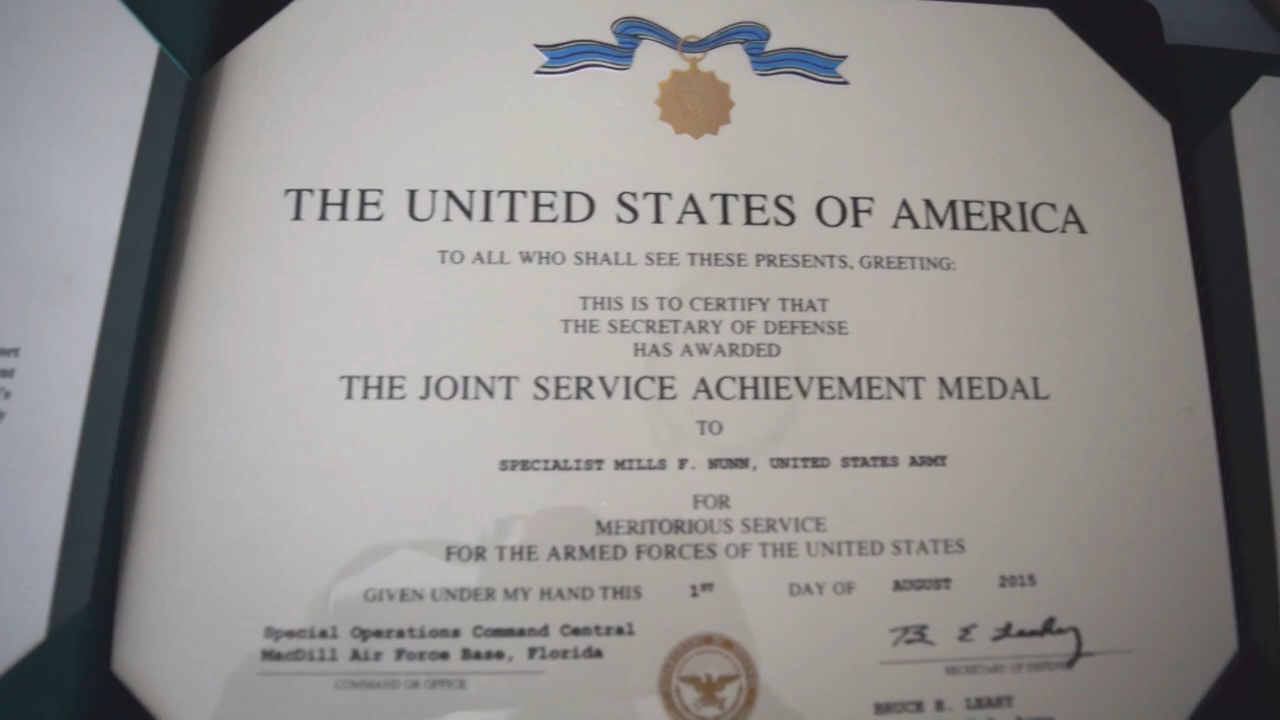 THE UNITED STATES OF AMERICA
TO ALL WHO SHALL SEE THESE PRESENTS, GREETING:
THIS IS TO CERTIFY THAT
THE SECRETARY OF DEFENSE
HAS AWARDED
THE JOINT SERVICE ACHIEVEMENT MEDAL
TO
SPECIALIST MILLS F. NUNN, UNITED STATES ARMY
FOR
MERITORIOUS SERVICE
FOR THE ARMED FORCES OF THE UNITED STATES
GIVEN UNDER MY HAND THIS 1ST DAY OF AUGUST 2015
Special Operations Command Central
MacDill Air Force Base, Florida
COMMAND OR OFFICE
SECRETARY OF DEFENSE
BRUCE E. LEAHY